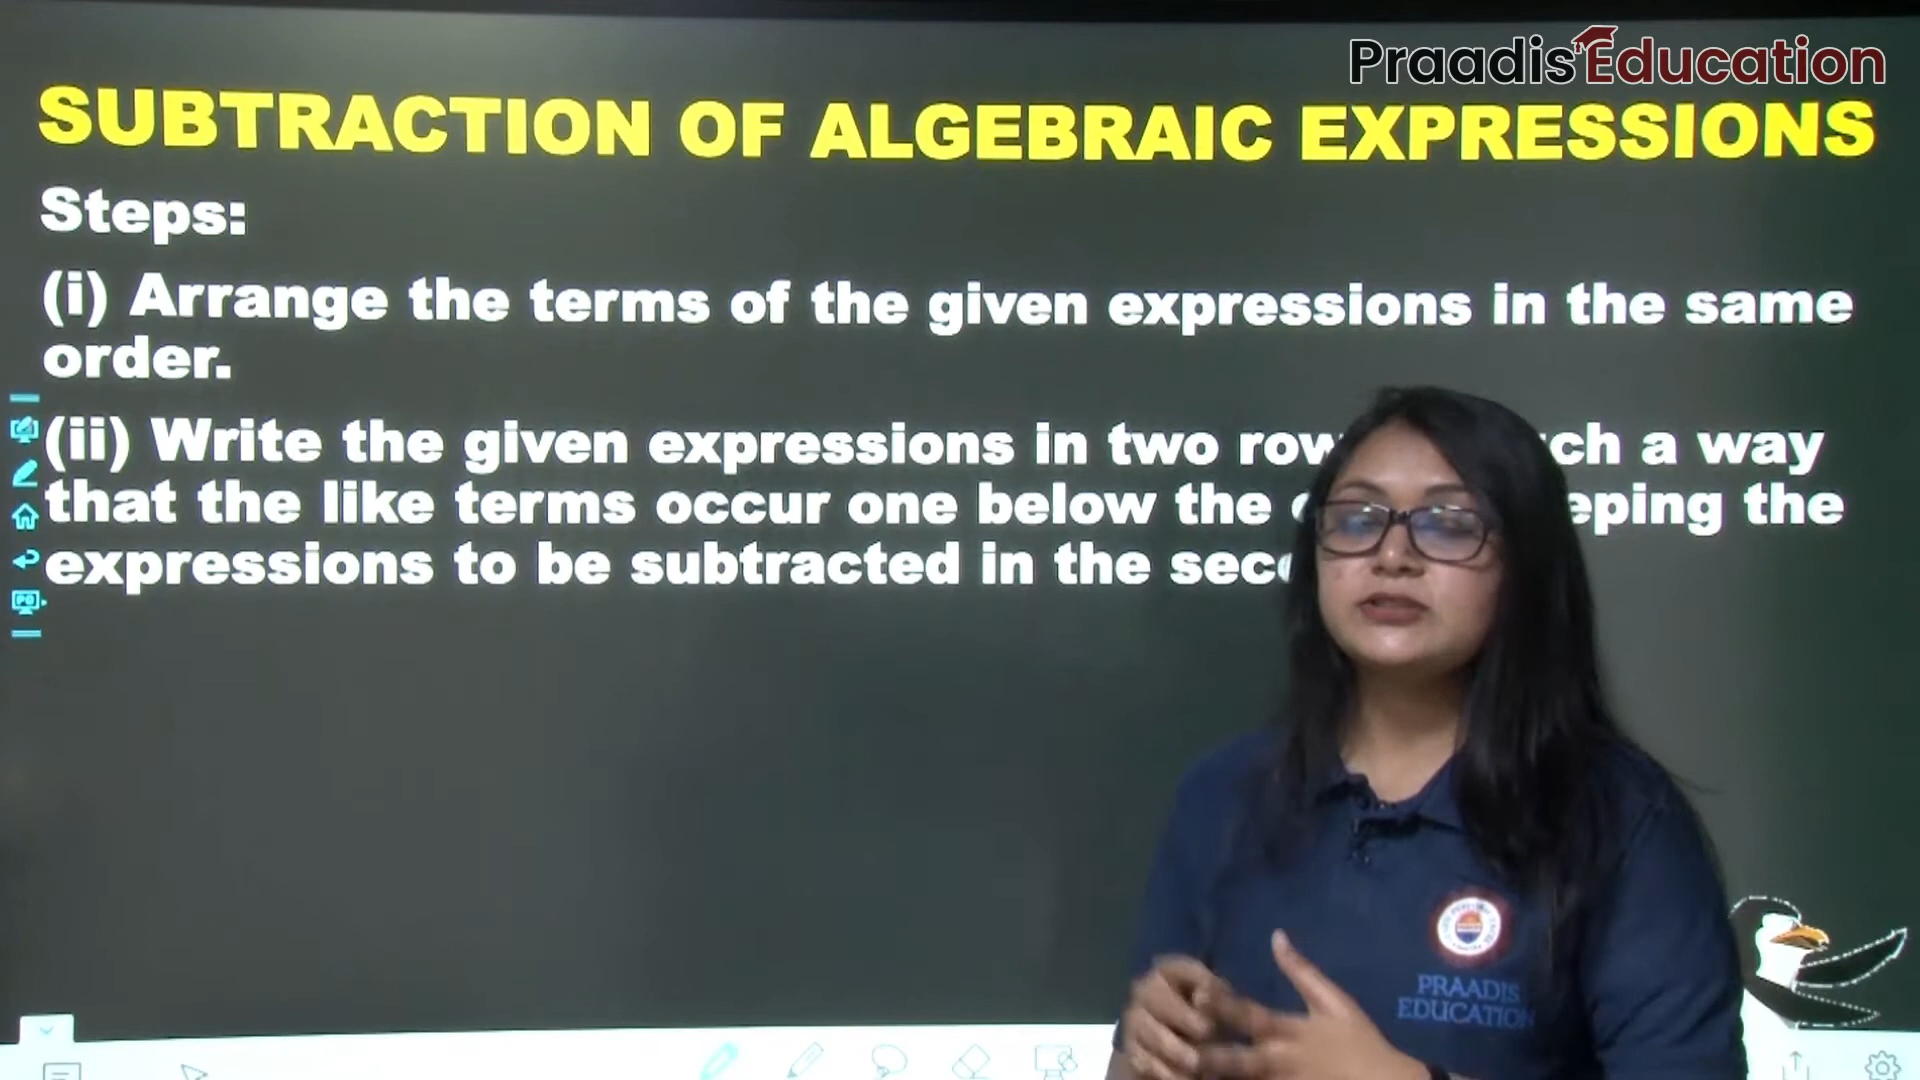 Praadis Education
SUBTRACTION OF ALGEBRAIC EXPRESSIONS
Steps:
(i) Arrange the terms of the given expressions in the same
order.
(ii) Write the given expressions in two ch a way
that the like terms occur one below the eping the
expressions to be subtracted in the
PRAADIS
EDUCATION